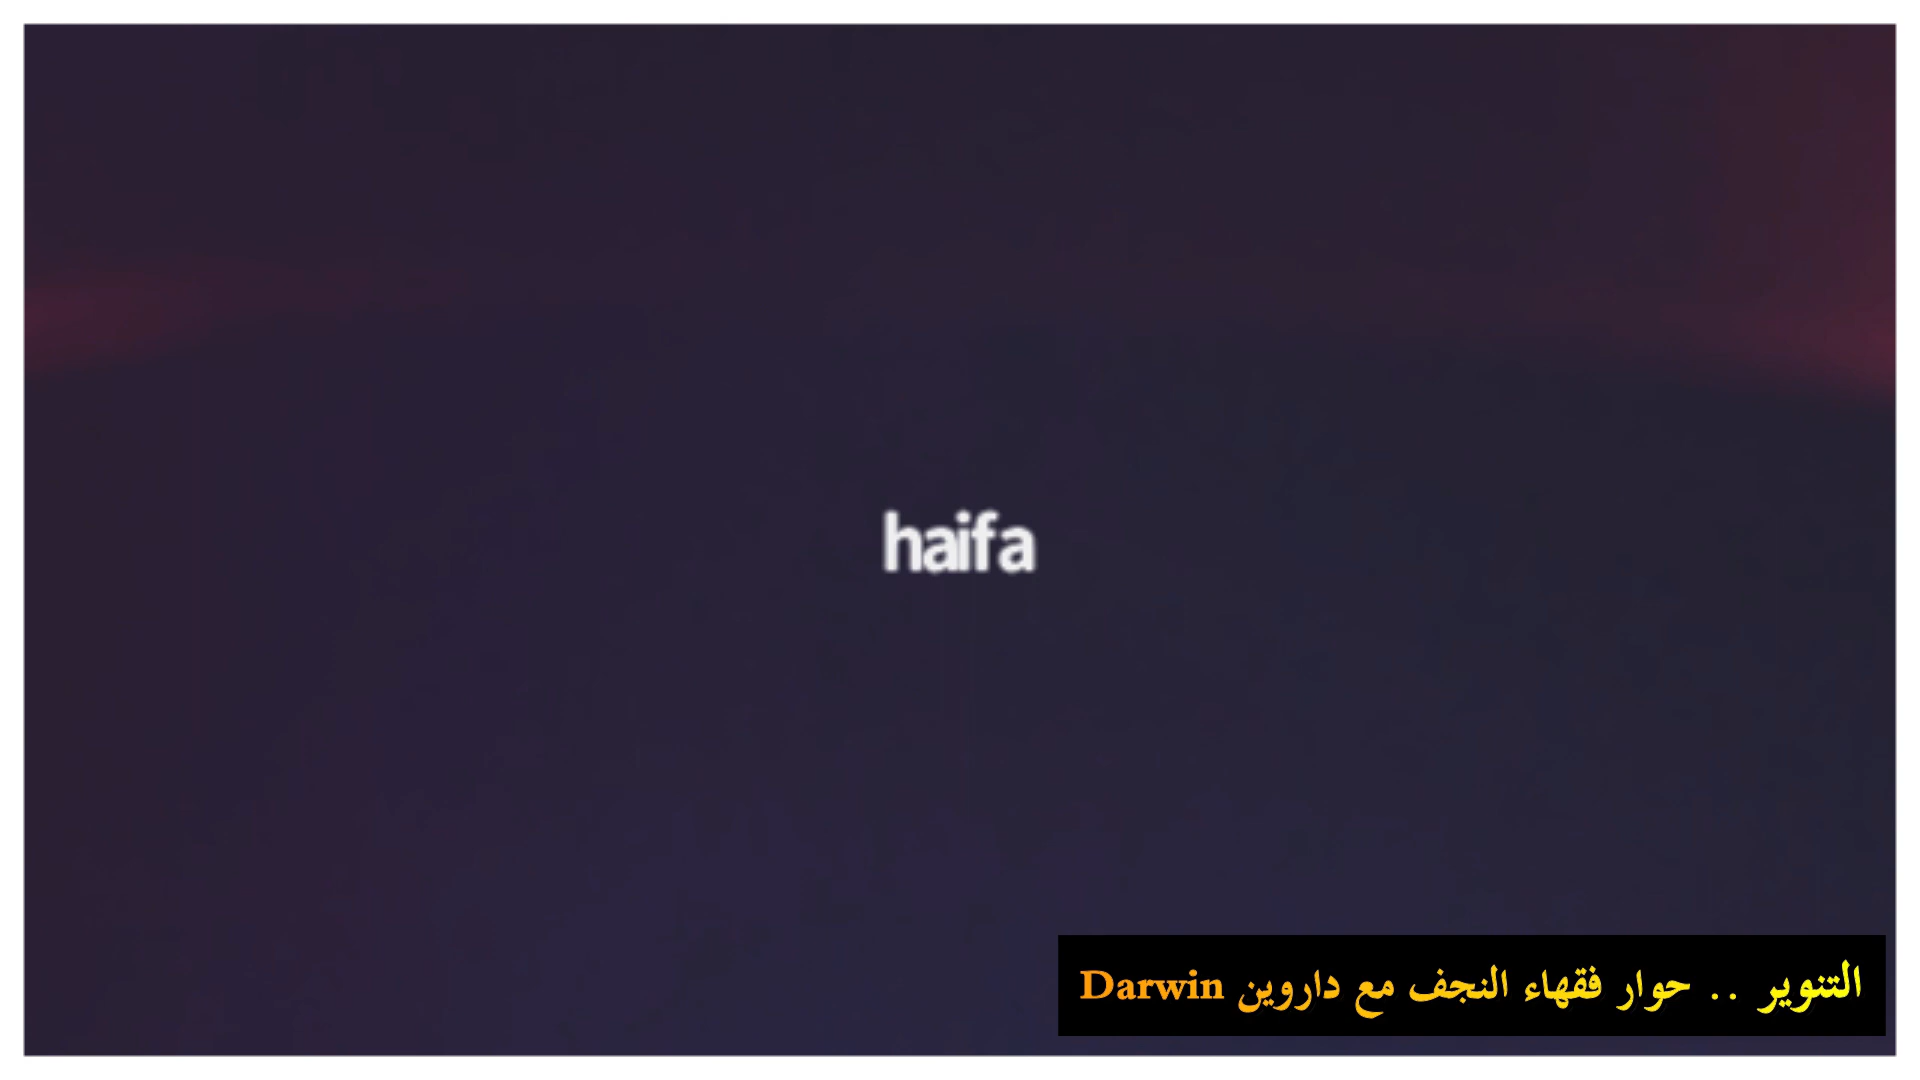 haifa
التنوير .. حوار فقهاء النجف مع داروين Darwin